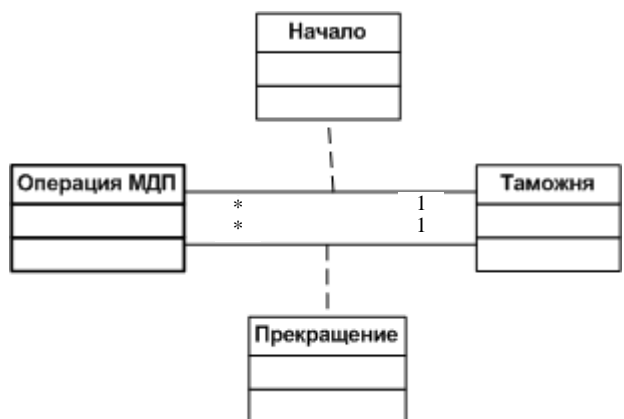 Начало
Операция МДП
Таможня
* 1
* 1
Прекращение